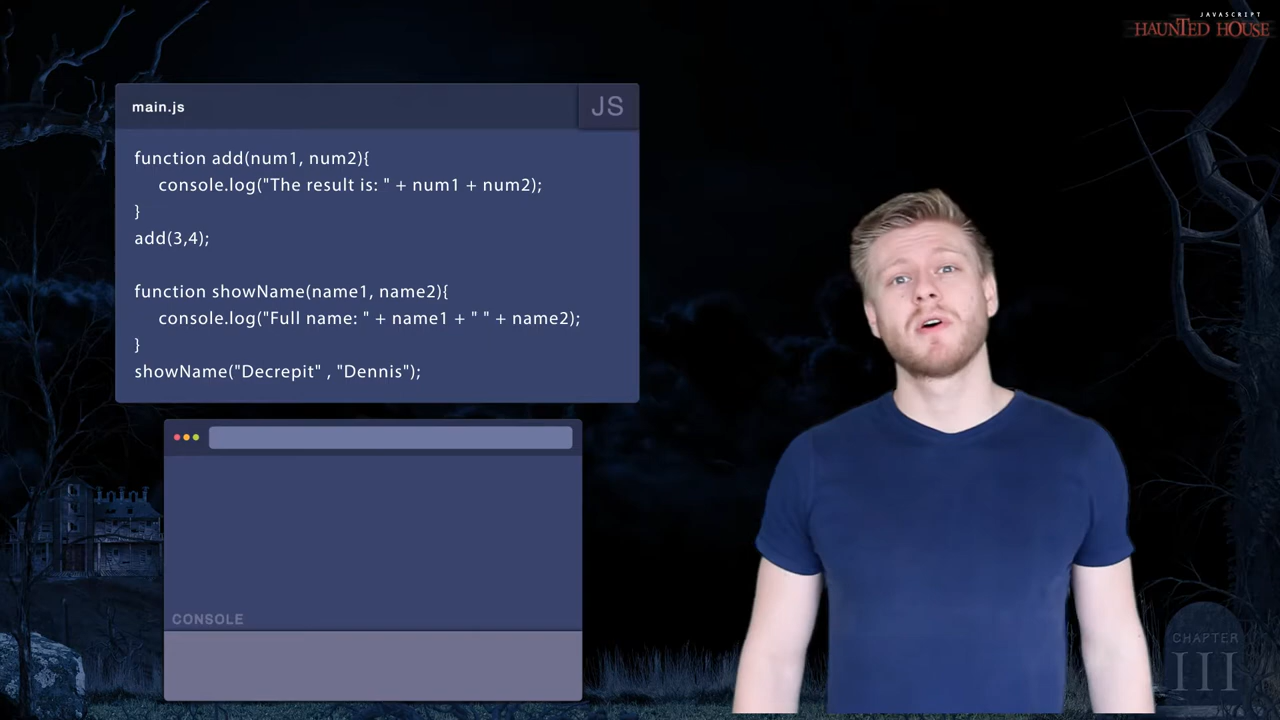 JAVASCRIPT
HAUNTED HOUSE
main.js
JS
function add(num1, num2){
console.log("The result is: " + num1 + num2);
}
add(3,4);
function showName(name1, name2){
console.log("Full name: " + name1 + " " + name2);
}
showName("Decrepit" , "Dennis");
CONSOLE
CHAPTER
III